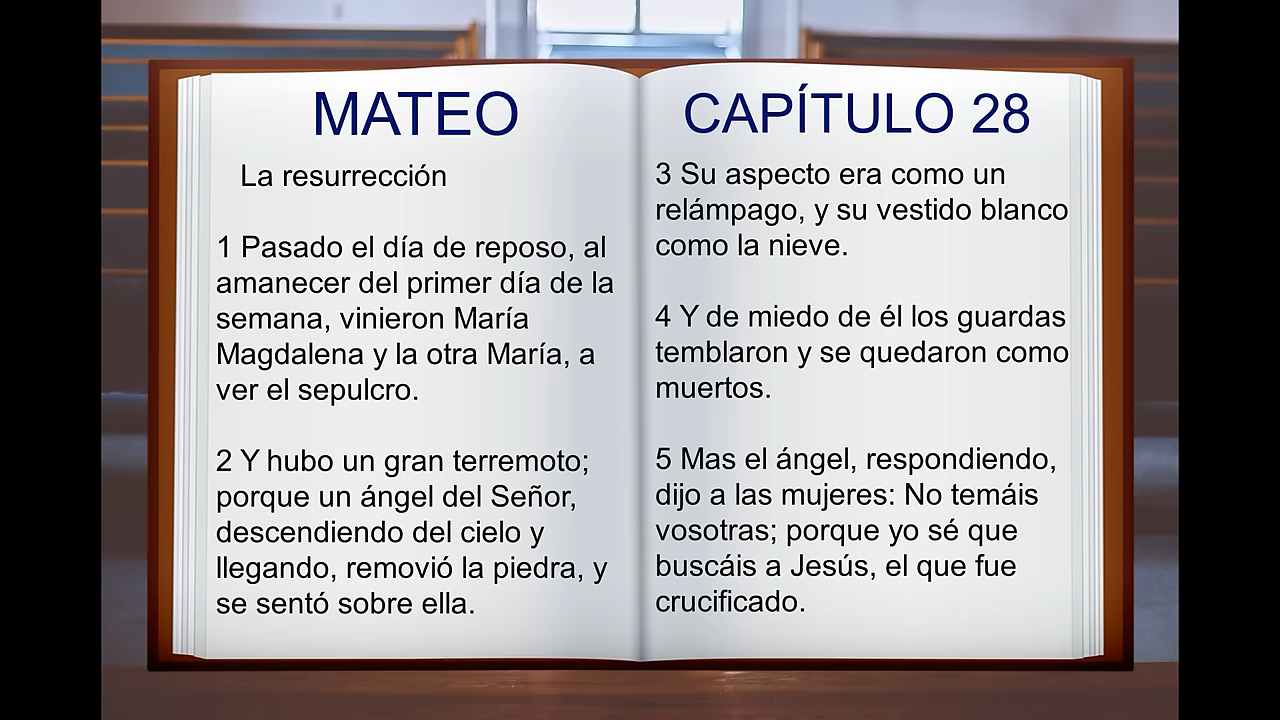 MATEO
La resurrección
1 Pasado el día de reposo, al
amanecer del primer día de la
semana, vinieron María
Magdalena y la otra María, a
ver el sepulcro.
2 Y hubo un gran terremoto;
porque un ángel del Señor,
descendiendo del cielo y
llegando, removió la piedra, y
se sentó sobre ella.
CAPÍTULO 28
3 Su aspecto era como un
relámpago, y su vestido blanco
como la nieve.
4 Y de miedo de él los guardas
temblaron y se quedaron como
muertos.
5 Mas el ángel, respondiendo,
dijo a las mujeres: No temáis
vosotras; porque yo sé que
buscáis a Jesús, el que fue
crucificado.